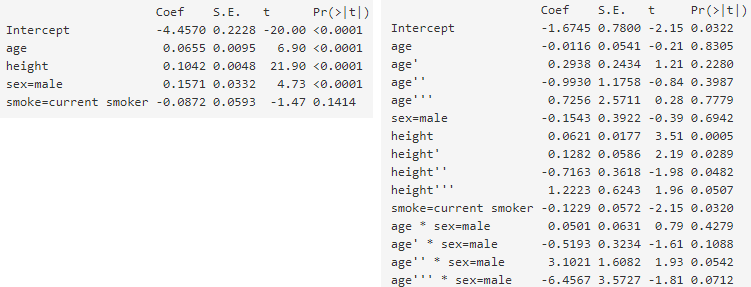 Coef S.E. t Pr(>|t|)
Intercept -4.4570 0.2228 -20.00 <0.0001
age 0.0655 0.0095 6.90 <0.0001
height 0.1042 0.0048 21.90 <0.0001
sex=male 0.1571 0.0332 4.73 <0.0001
smoke=current smoker -0.0872 0.0593 -1.47 0.1414
Coef S.E. t Pr(>|t|)
Intercept -1.6745 0.7800 -2.15 0.0322
age -0.0116 0.0541 -0.21 0.8305
age' 0.2938 0.2434 1.21 0.2280
age'' -0.9930 1.1758 -0.84 0.3987
age''' 0.7256 2.5711 0.28 0.7779
sex=male -0.1543 0.3922 -0.39 0.6942
height 0.0621 0.0177 3.51 0.0005
height' 0.1282 0.0586 2.19 0.0289
height'' -0.7163 0.3618 -1.98 0.0482
height''' 1.2223 0.6243 1.96 0.0507
smoke=current smoker -0.1229 0.0572 -2.15 0.0320
age * sex=male 0.0501 0.0631 0.79 0.4279
age' * sex=male -0.5193 0.3234 -1.61 0.1088
age'' * sex=male 3.1021 1.6082 1.93 0.0542
age''' * sex=male -6.4567 3.5727 -1.81 0.0712